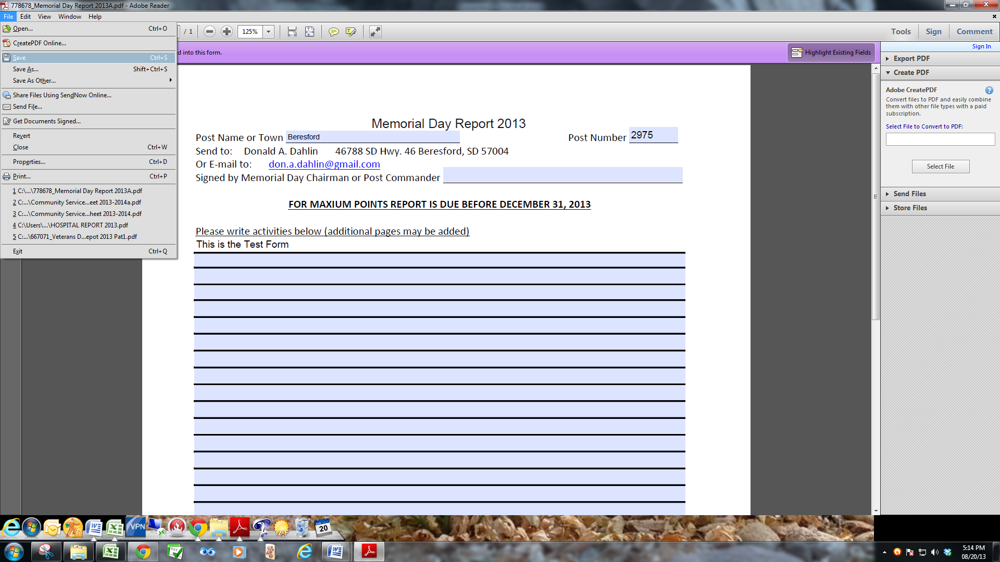 778678_Memorial Day Report 2013A.pdf - Adobe Reader
File Edit View Window Help
Open... Ctrl+O
CreatePDF Online...
Save Ctrl+S
Save As... Shift+Ctrl+S
Save As Other...
Share Files Using SendNow Online...
Send File...
Get Documents Signed...
Revert
Close Ctrl+W
Properties... Ctrl+D
Print... Ctrl+P
1 C:\...\778678_Memorial Day Report 2013A.pdf
2 C:...\Community Service...eet 2013-2014a.pdf
3 C:...\Community Service...heet 2013-2014.pdf
4 C:\Users\...\HOSPITAL REPORT 2013.pdf
5 C:...\667071_Veterans D...epot 2013 Pat1.pdf
Exit Ctrl+Q
/ 1
125%
Tools Sign Comment
d into this form.
Highlight Existing Fields
Sign In
Export PDF
Create PDF
Adobe CreatePDF
Convert files to PDF and easily combine
them with other file types with a paid
subscription.
Select File to Convert to PDF:
Select File
Send Files
Store Files
Memorial Day Report 2013
Post Name or Town Beresford Post Number 2975
Send to: Donald A. Dahlin 46788 SD Hwy. 46 Beresford, SD 57004
Or E-mail to: don.a.dahlin@gmail.com
Signed by Memorial Day Chairman or Post Commander
FOR MAXIUM POINTS REPORT IS DUE BEFORE DECEMBER 31, 2013
Please write activities below (additional pages may be added)
This is the Test Form
VPN
92°F
AUG
20
Pay
5:14 PM
08/20/13